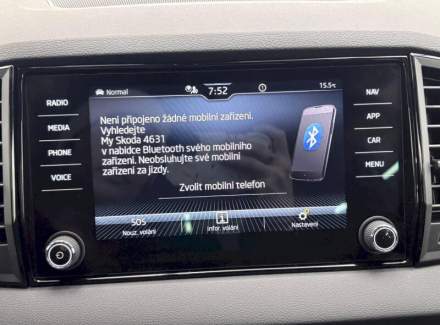 Normal
7:52
15.5°C
RADIO
MEDIA
PHONE
VOICE
NAV
APP
CAR
MENU
Není připojeno žádné mobilní zařízení.
Vyhledejte
My Skoda 4631
v nabídce Bluetooth svého mobilního
zařízení. Neobsluhujte své mobilní
zařízení za jízdy.
Zvolit mobilní telefon
SOS
Nouz. volání
Infor. volání
Nastavení